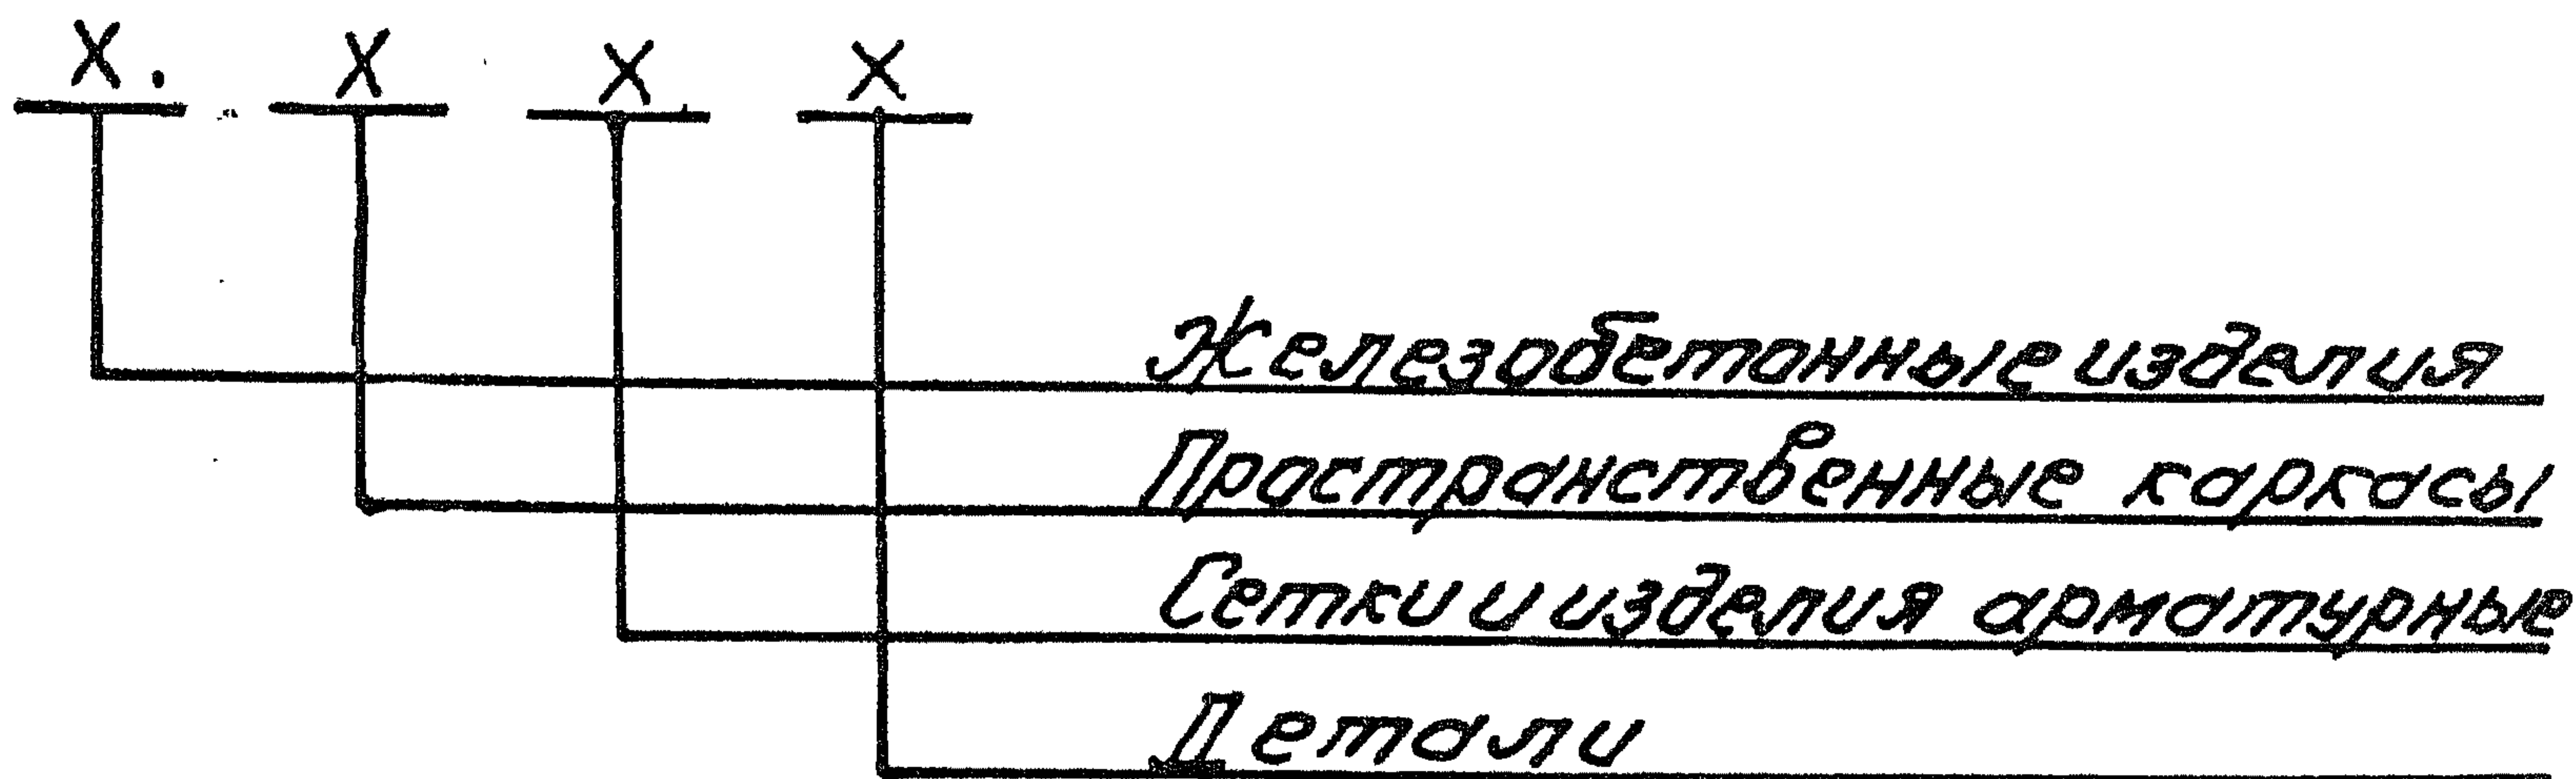 X. X X X
Железобетонные изделия
Пространственные каркасы
Сетки и изделия арматурные
Детали